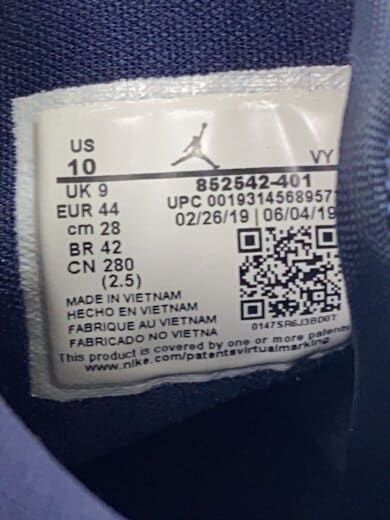 US
10
VY
UK 9
EUR 44
cm 28
BR 42
CN 280
(2.5)
852542-401
UPC 00193145689571
02/26/19 | 06/04/19
MADE IN VIETNAM
HECHO EN VIETNAM
FABRIQUE AU VIETNAM
FABRICADO NO VIETNA
0147SR6J3BD0T
This product is covered by one or more patents
www.nike.com/patentsvirtualmarking